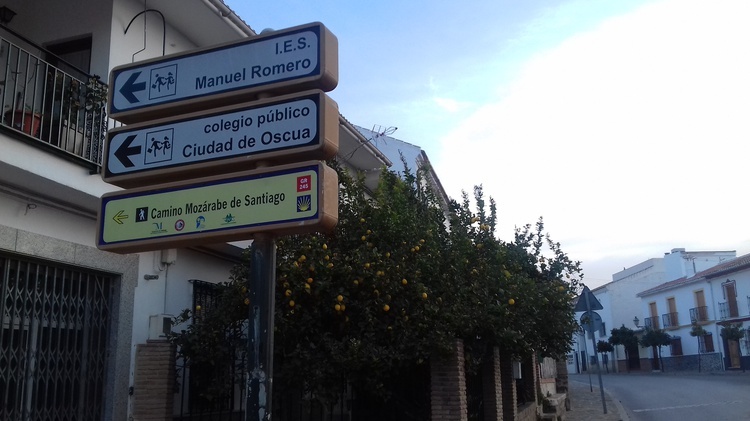 I.E.S.
Manuel Romero
colegio público
Ciudad de Oscua
Camino Mozárabe de Santiago
GR
245